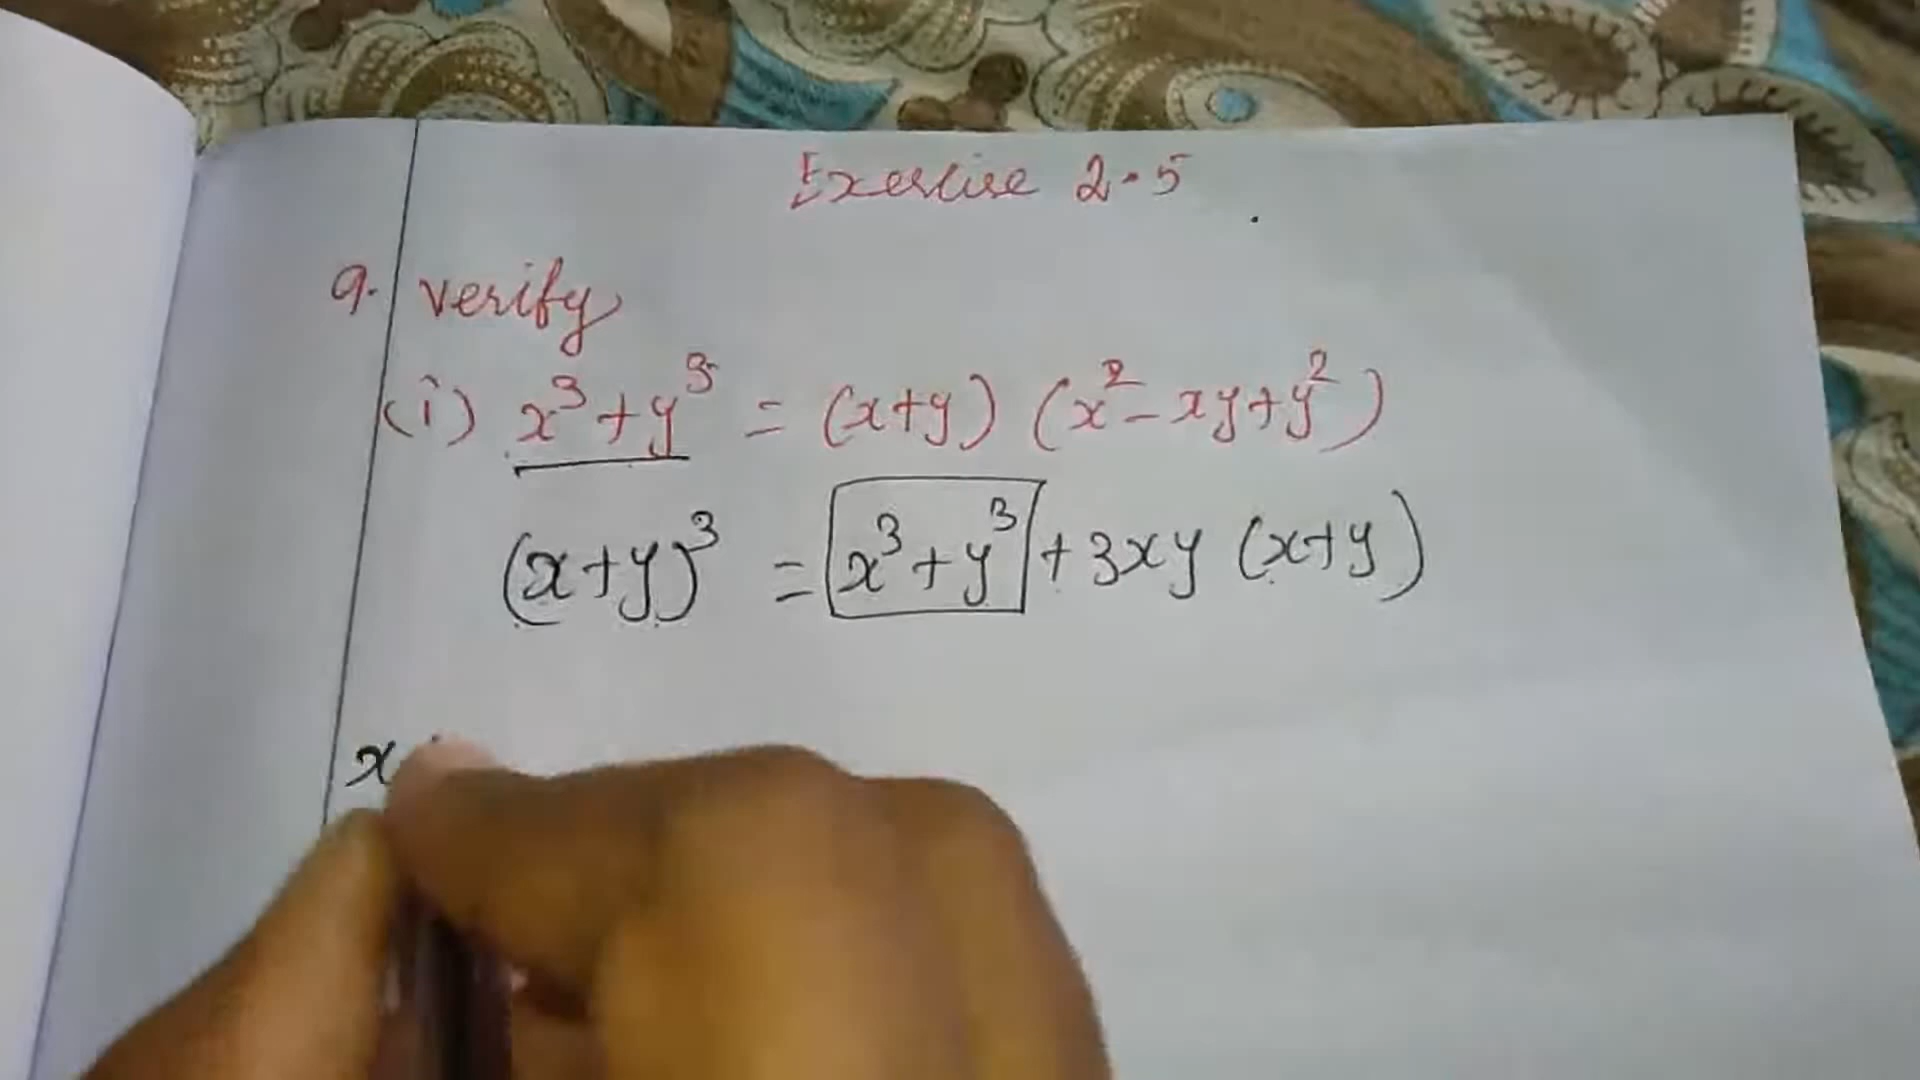 Exercise 2.5
9. Verify
(i) x³+y³ = (x+y) (x²-xy+y²)
(x+y)³ = x³+y³ +3xy (x+y)
x